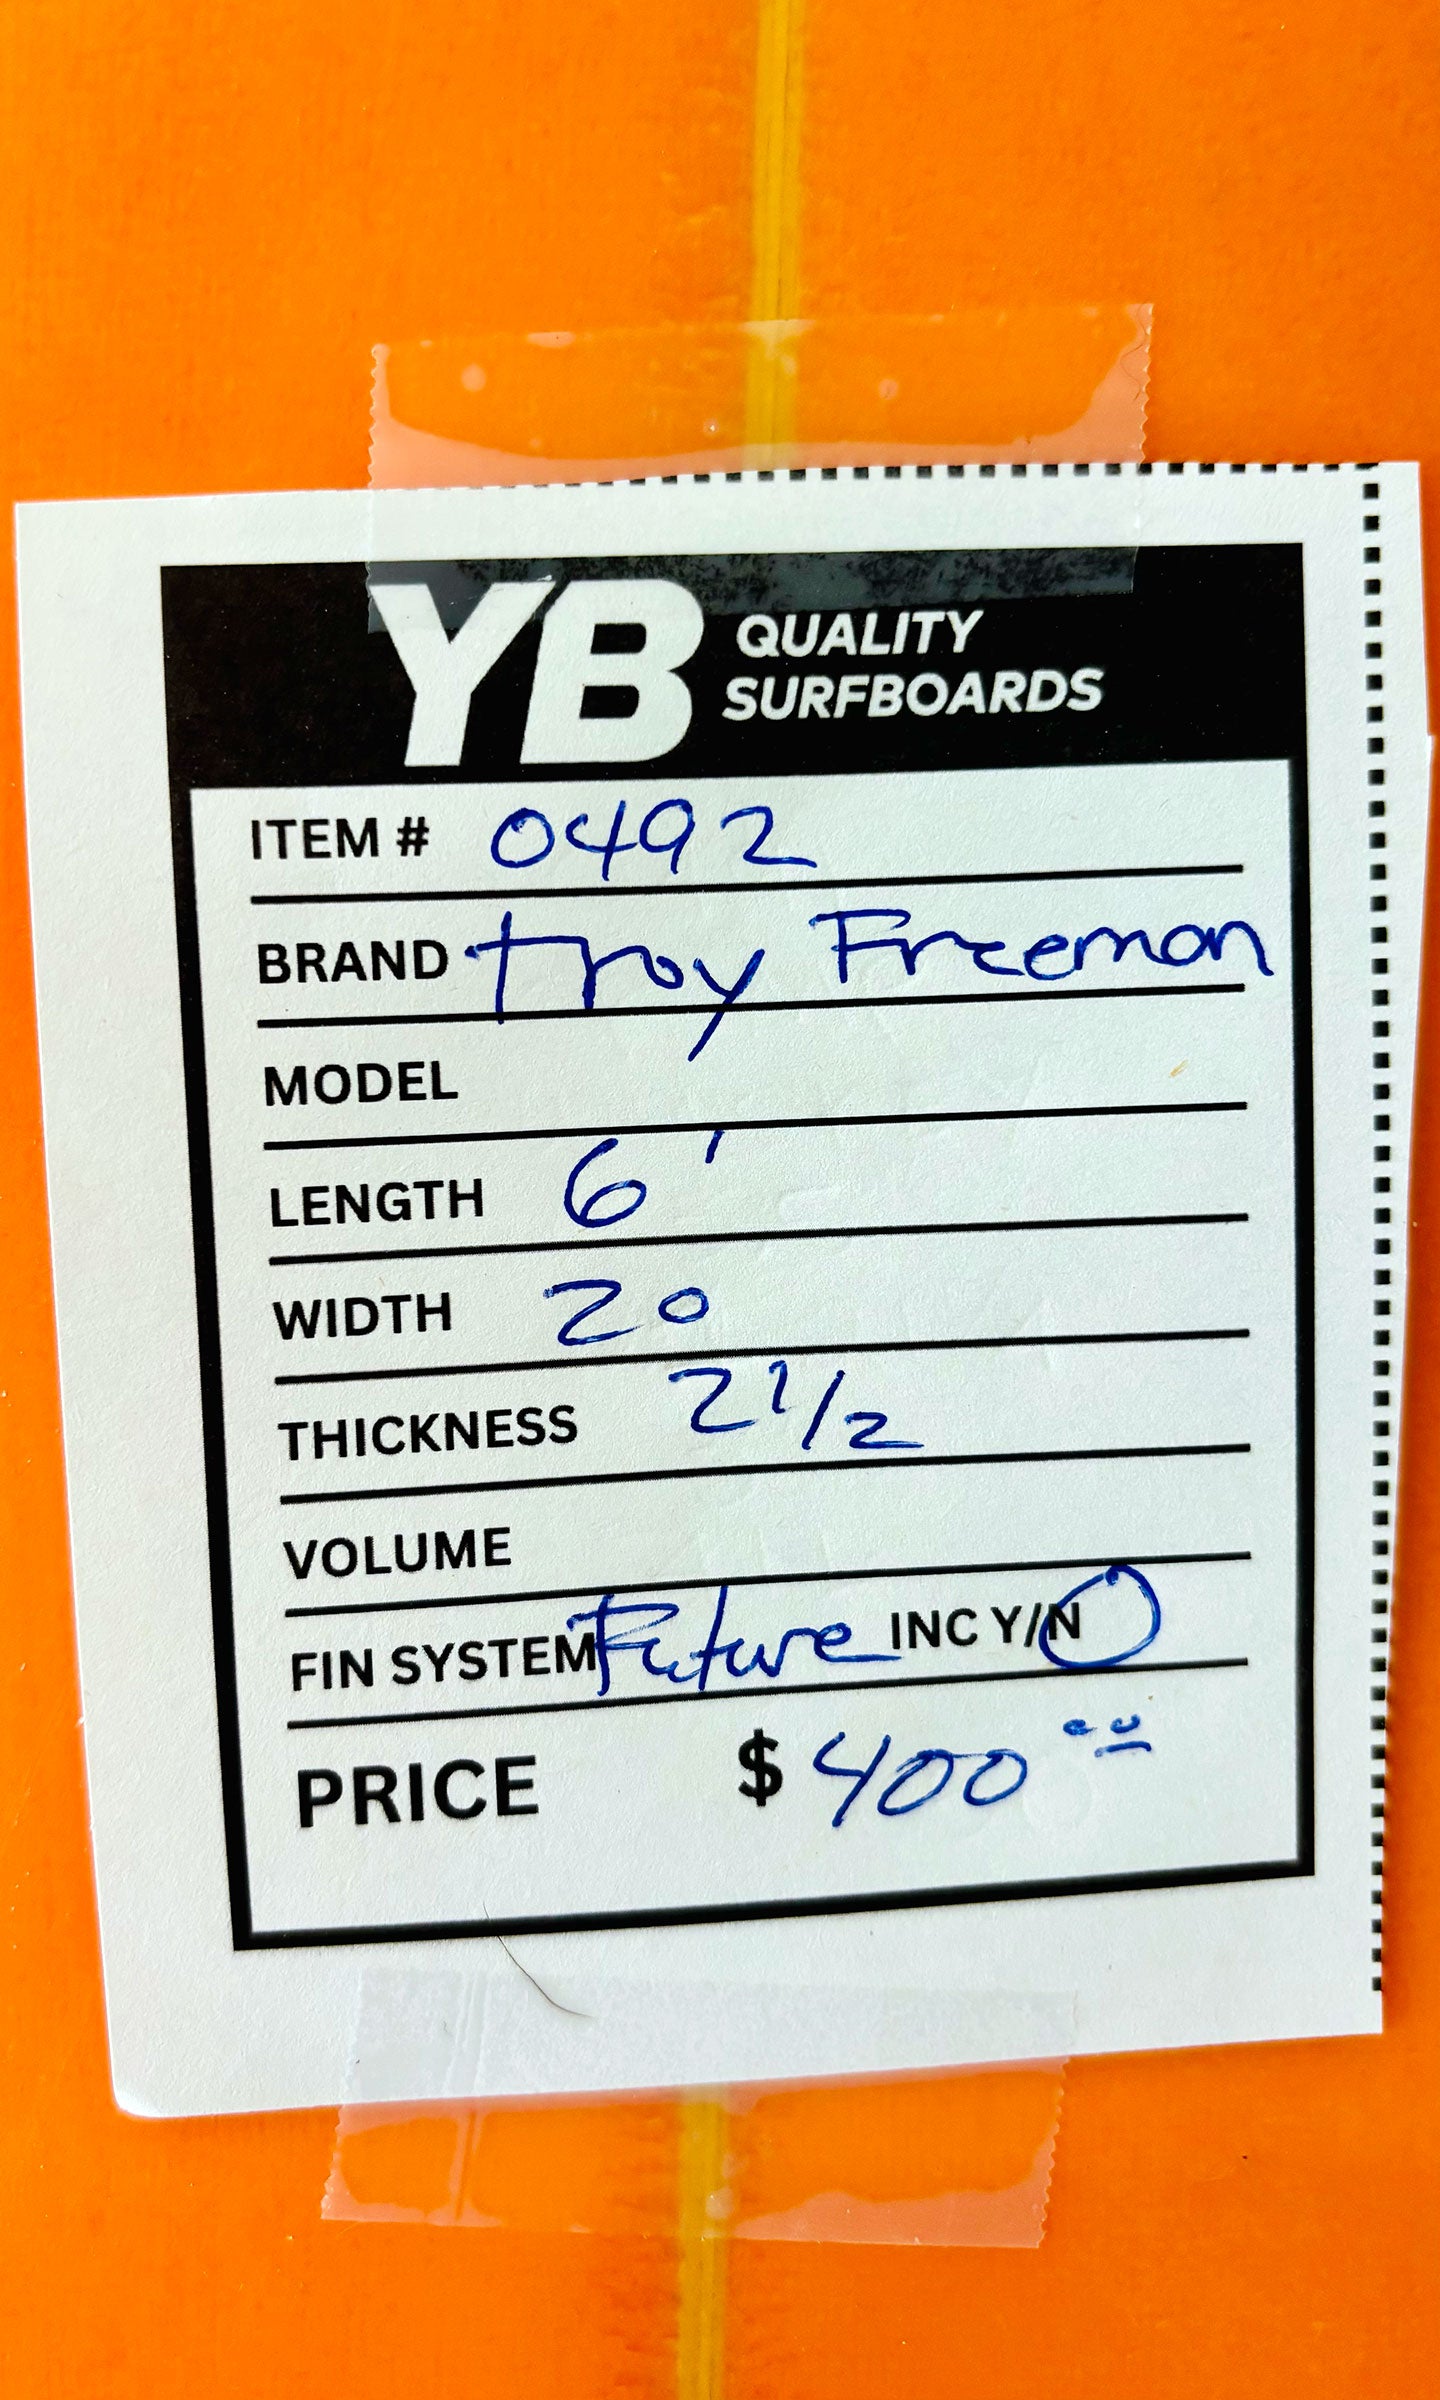 YB QUALITY
SURFBOARDS
ITEM # 0492
BRAND Troy Freemon
MODEL
LENGTH 6'
WIDTH 20
THICKNESS 2 1/2
VOLUME
FIN SYSTEM Future INC Y/N
PRICE $ 400 00